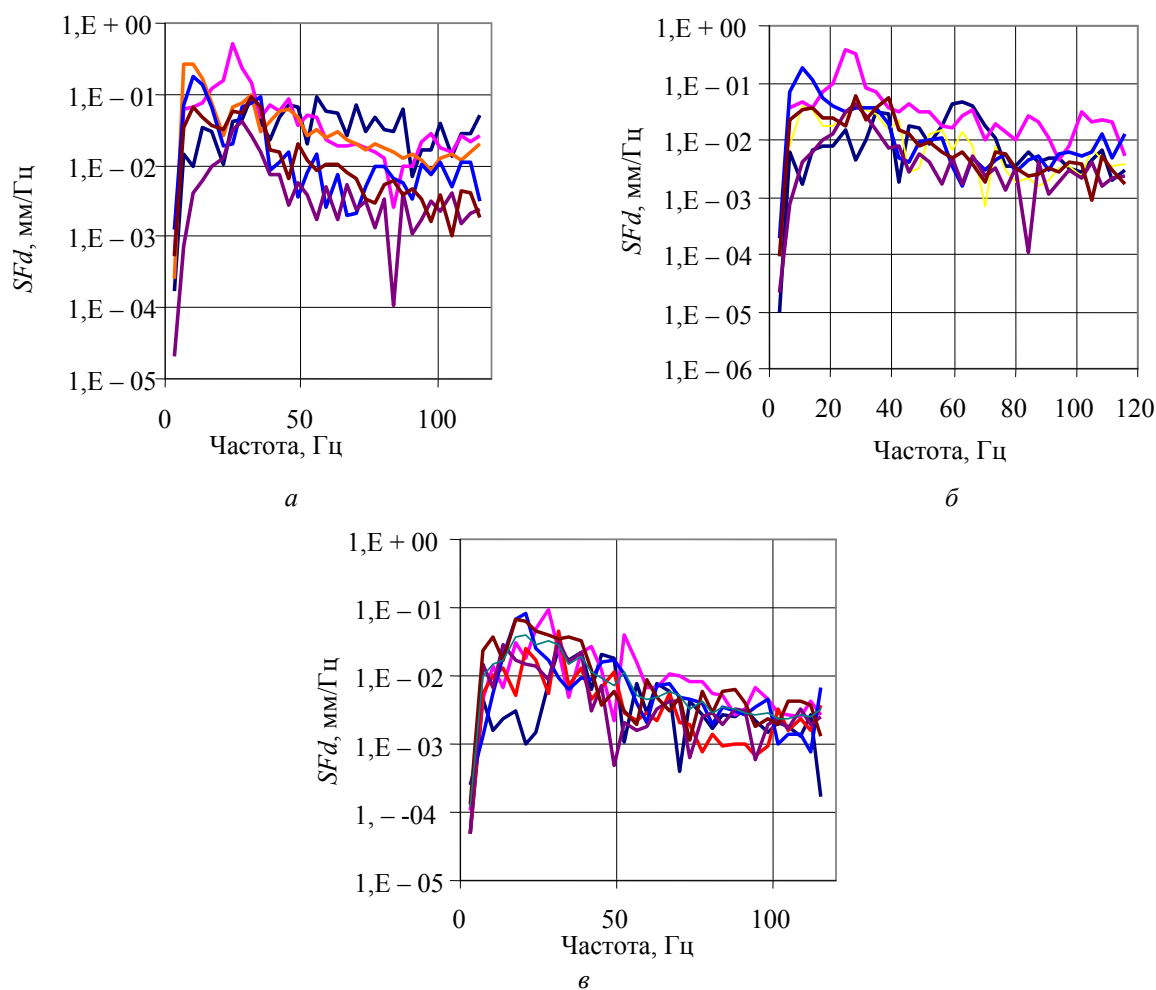 1,E + 00
1,E – 01
1,E – 02
1,E – 03
1,E – 04
1,E – 05
SFd, мм/Гц
0
50
100
Частота, Гц
а
1,E + 00
1,E – 01
1,E – 02
1,E – 03
1,E – 04
1,E – 05
1,E – 06
SFd, мм/Гц
0
20
40
60
80
100
120
Частота, Гц
б
1,E + 00
1,E – 01
1,E – 02
1,E – 03
1, – -04
1,E – 05
SFd, мм/Гц
0
50
100
Частота, Гц
в